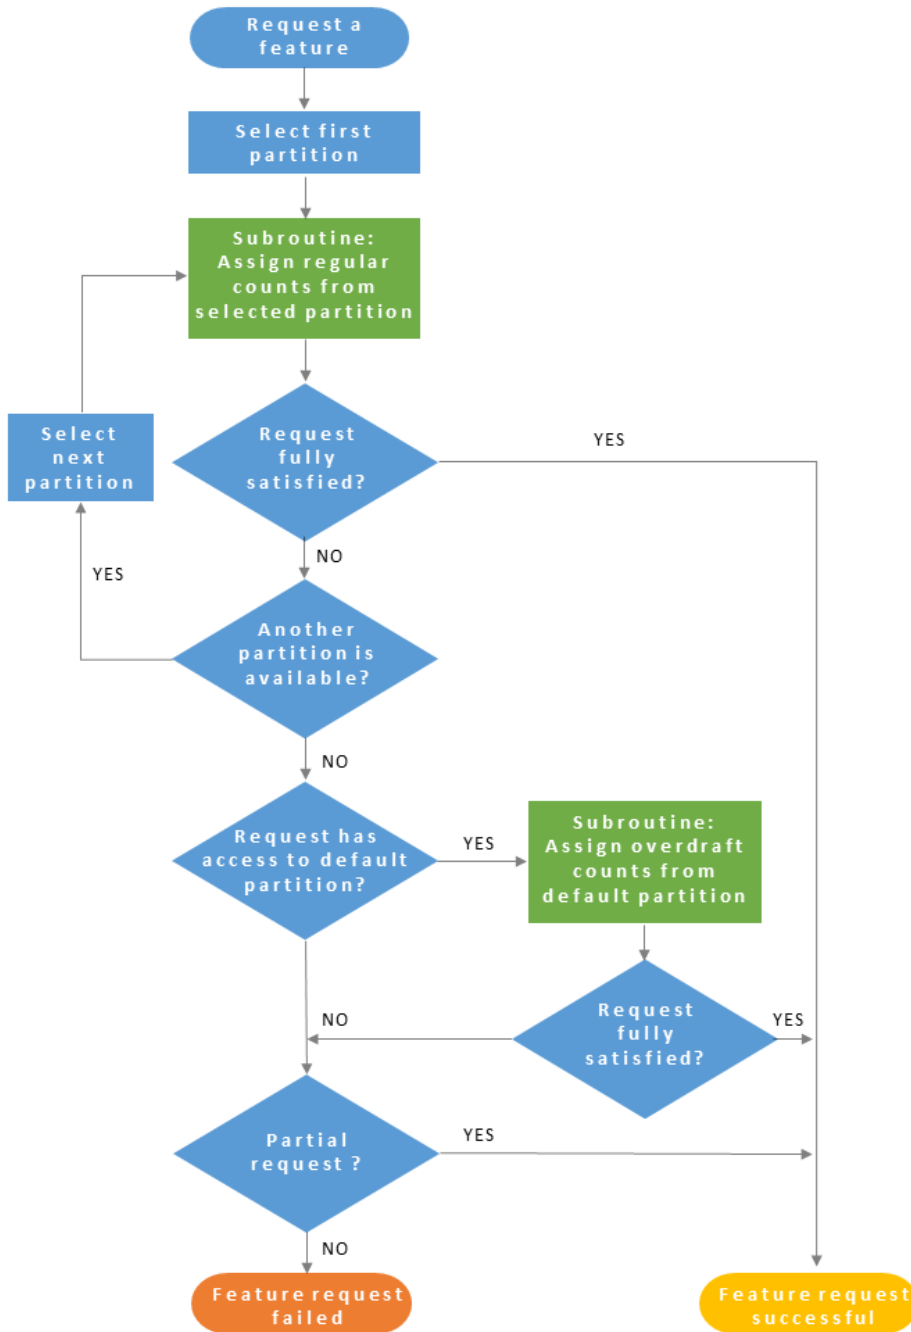 Request a
feature
Select first
partition
Subroutine:
Assign regular
counts from
selected partition
Select
next
partition
Request
fully
satisfied?
YES
NO
YES
Another
partition is
available?
NO
Request has
access to default
partition?
YES
Subroutine:
Assign overdraft
counts from
default partition
NO
Request
fully
satisfied?
YES
Partial
request ?
YES
NO
Feature request
failed
Feature request
successful